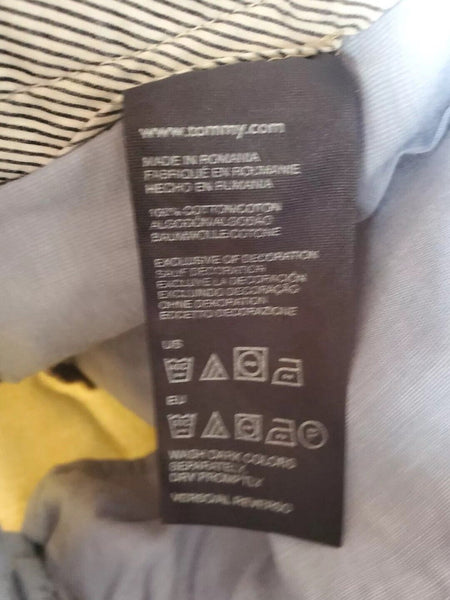 www.tommy.com
MADE IN ROMANIA
FABRIQUÉ EN ROUMANIE
HECHO EN RUMANIA
100% COTTON/COTON
ALGODÓN/ALGODÃO
BAUMWOLLE COTONE
EXCLUSIVE OF DECORATION
SAUF DECORATION
EXCLUYE LA DECORACIÓN
EXCLUINDO DECORAÇÃO
OHNE DEKORATION
ECCETTO DECORAZIONE
US
EU
WASH DARK COLORS
SEPARATELY
DRY PROMPTLY
VERSO/AL REVERSO